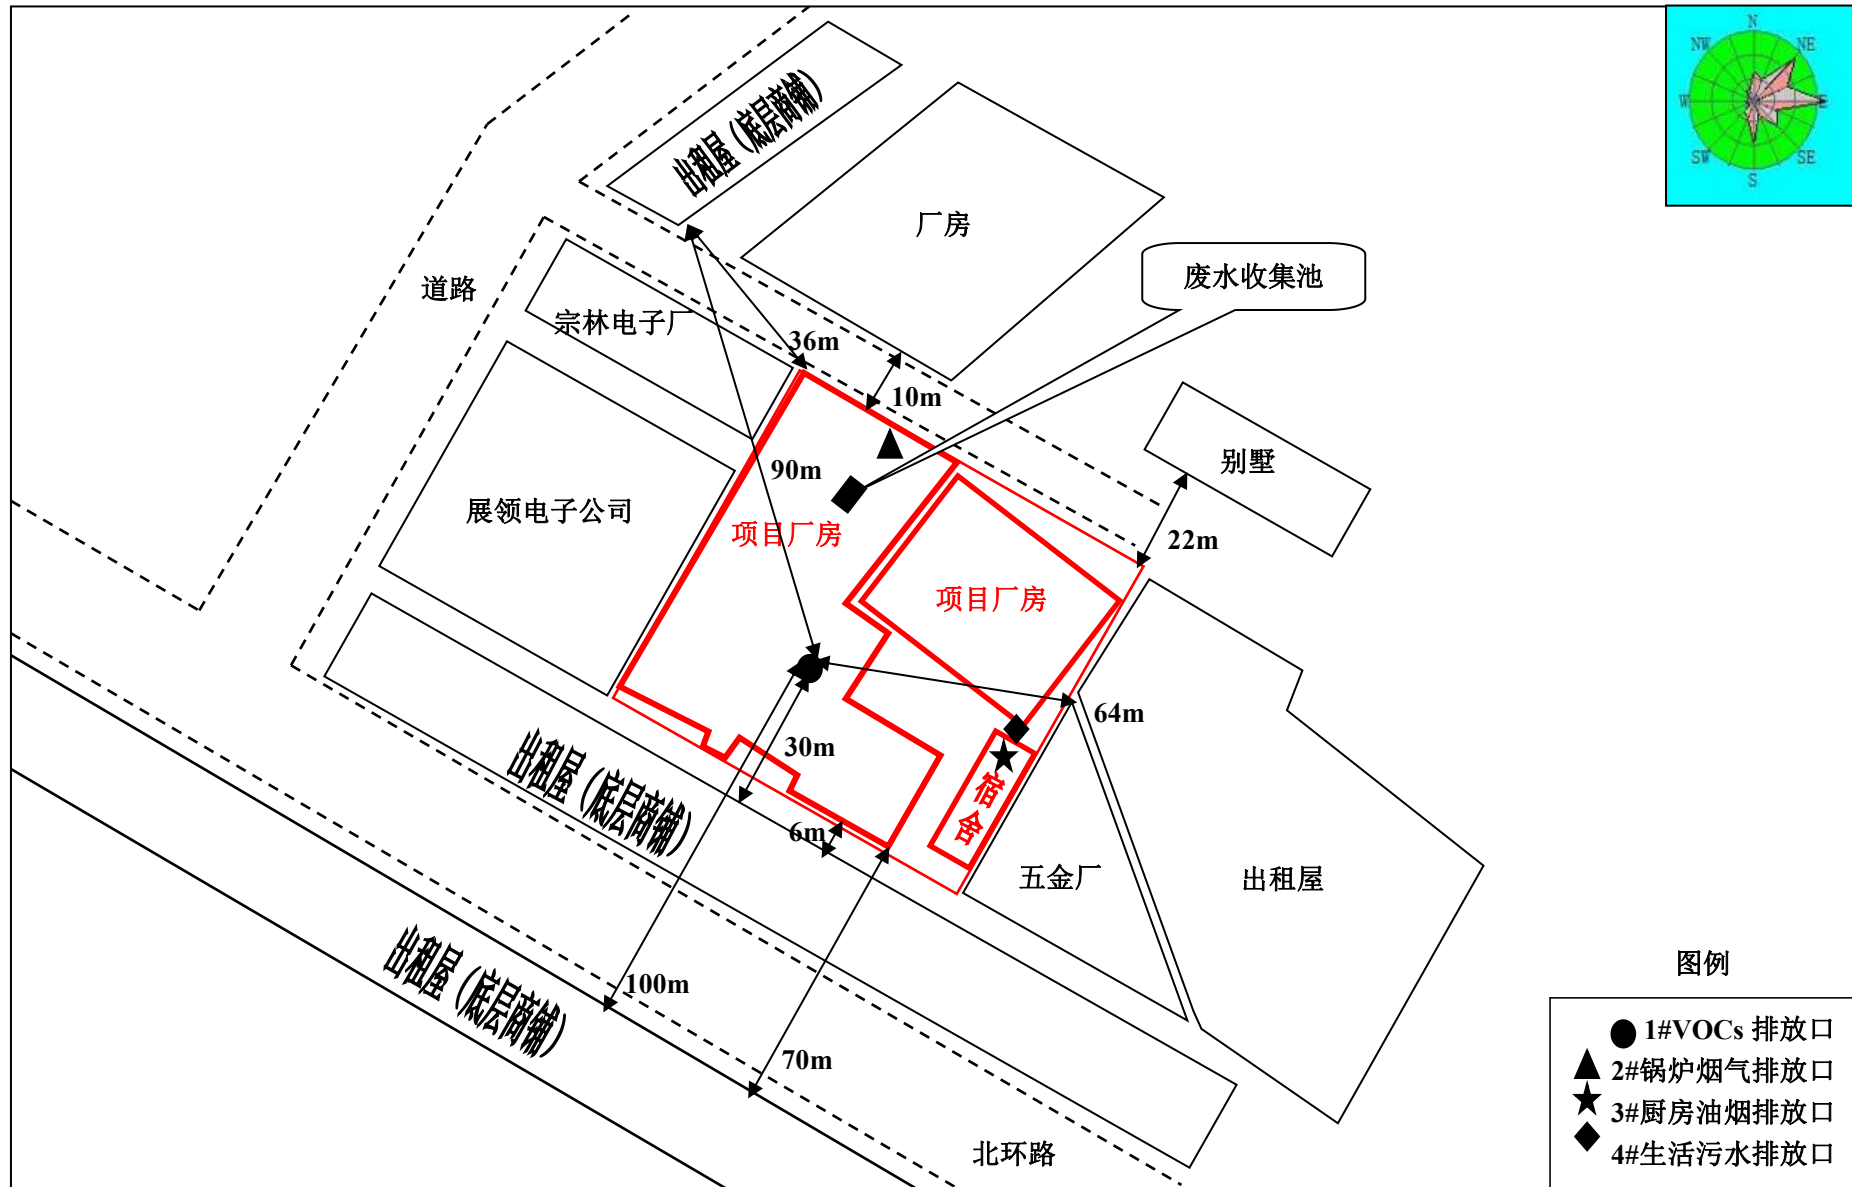 N
NW
NE
W
E
SW
SE
S
出租屋（底层商铺）
厂房
废水收集池
道路
宗林电子厂
36m
10m
别墅
90m
展领电子公司
项目厂房
22m
项目厂房
64m
30m
出租屋（底层商铺）
宿舍
6m
五金厂
出租屋
出租屋（底层商铺）
100m
70m
北环路
图例
1#VOCs 排放口
2#锅炉烟气排放口
3#厨房油烟排放口
4#生活污水排放口